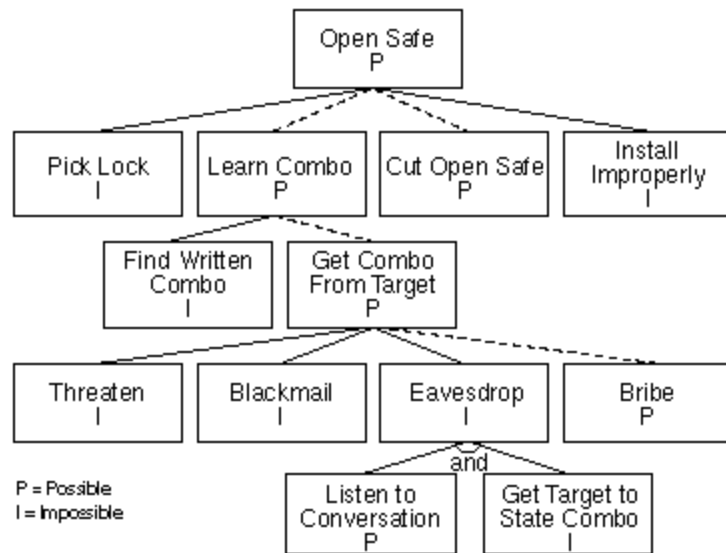 Open Safe
P
Pick Lock
I
Learn Combo
P
Cut Open Safe
P
Install
Improperly
I
Find Written
Combo
I
Get Combo
From Target
P
Threaten
I
Blackmail
I
Eavesdrop
I
Bribe
P
and
Listen to
Conversation
P
Get Target to
State Combo
I
P = Possible
I = Impossible